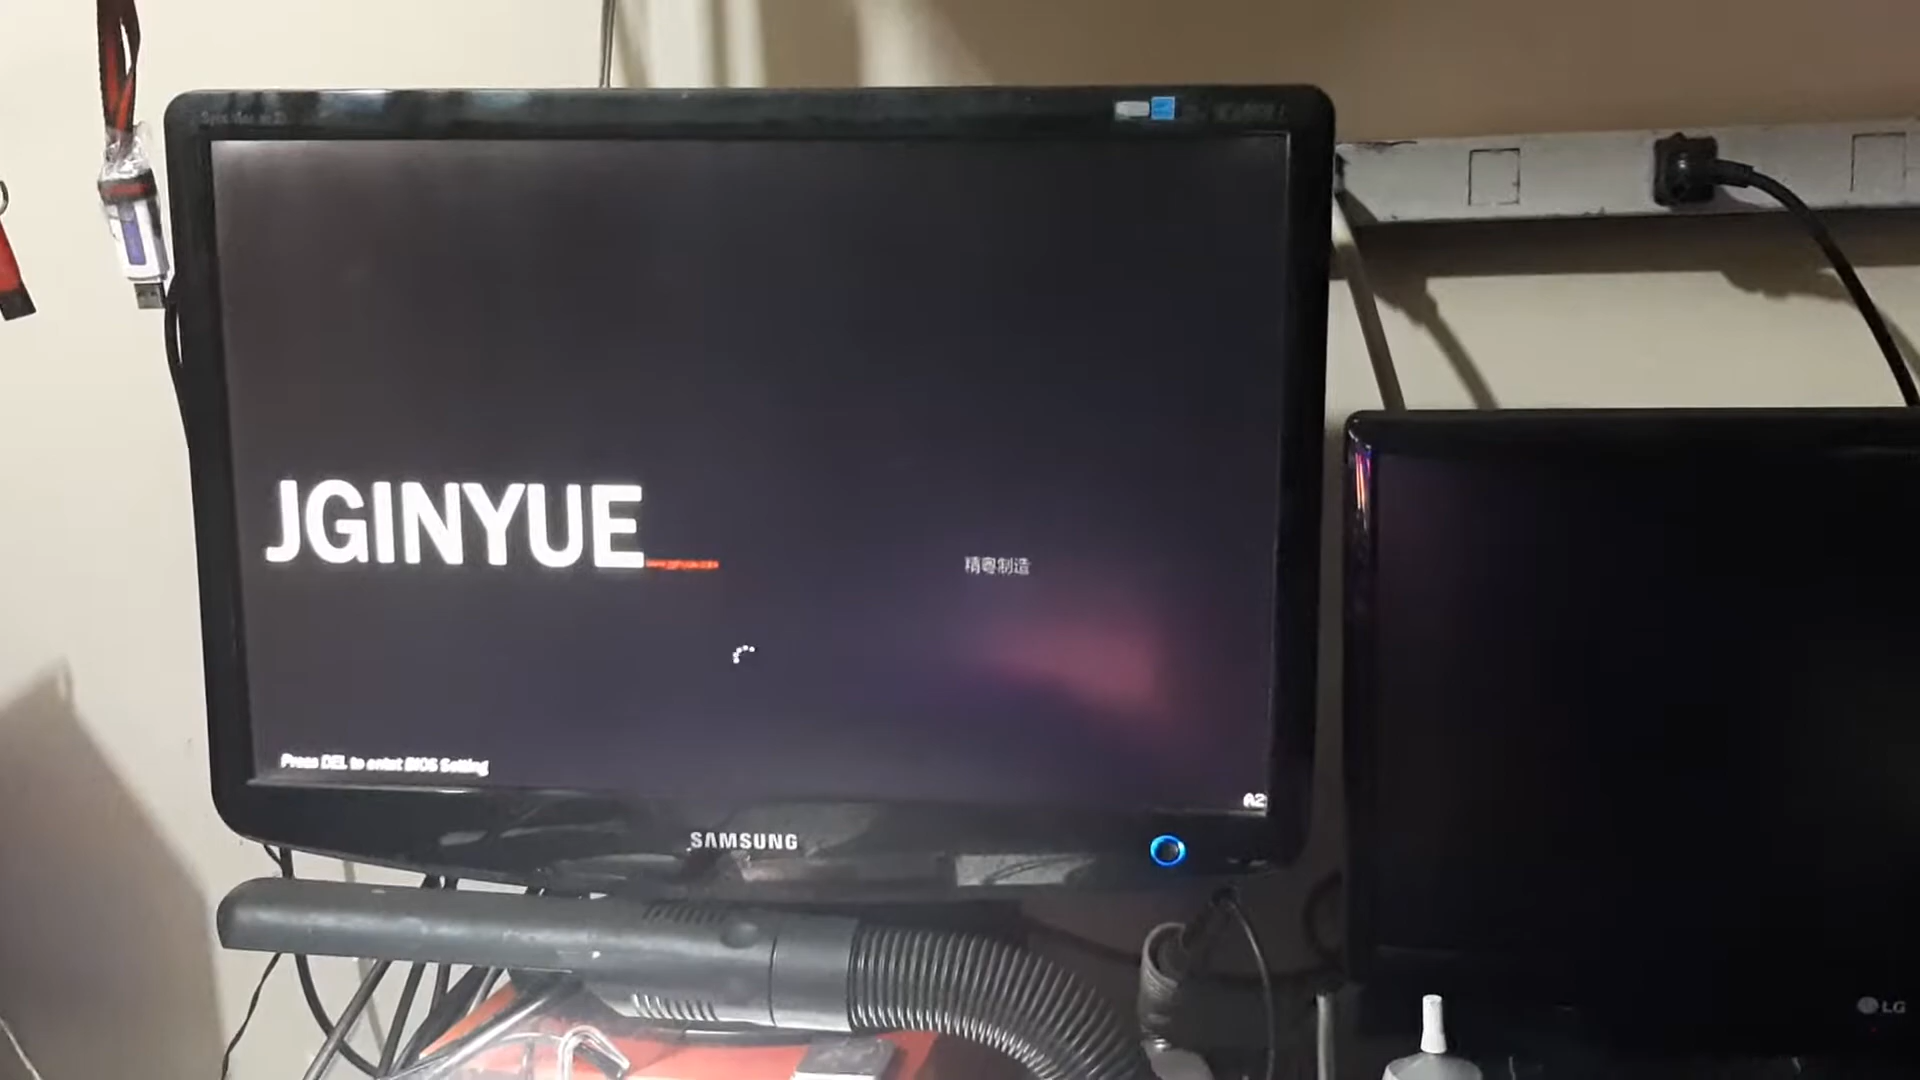 JGINYUE
精粤制造
Press DEL to enter BIOS Setting
A2
SAMSUNG
LG